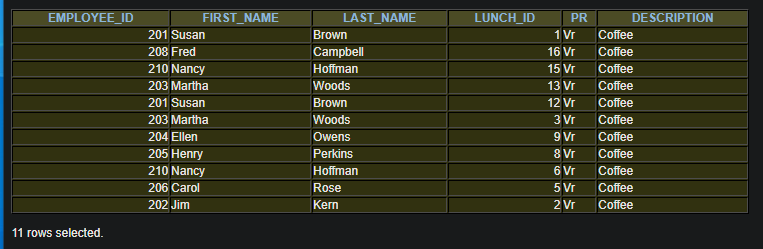 EMPLOYEE_ID FIRST_NAME LAST_NAME LUNCH_ID PR DESCRIPTION
201 Susan Brown 1 Vr Coffee
208 Fred Campbell 16 Vr Coffee
210 Nancy Hoffman 15 Vr Coffee
203 Martha Woods 13 Vr Coffee
201 Susan Brown 12 Vr Coffee
203 Martha Woods 3 Vr Coffee
204 Ellen Owens 9 Vr Coffee
205 Henry Perkins 8 Vr Coffee
210 Nancy Hoffman 6 Vr Coffee
206 Carol Rose 5 Vr Coffee
202 Jim Kern 2 Vr Coffee
11 rows selected.